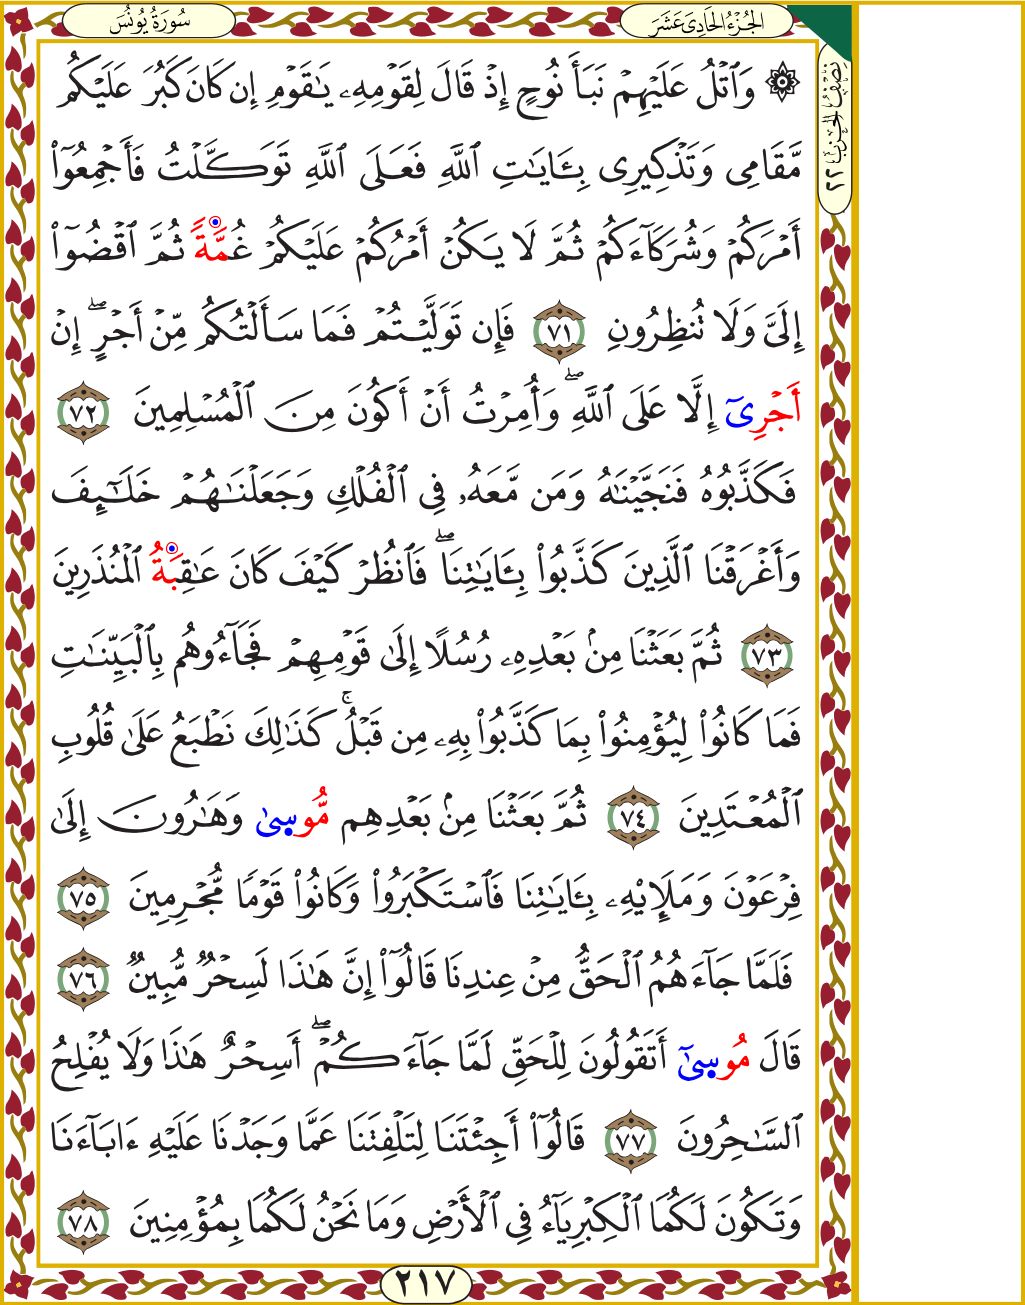 سُورَةُ يُونُسَ
الجُزْءُ الحَادِيَ عَشَرَ
نِصْفُ الحِزْبِ ٢٢
۞ وَٱتۡلُ عَلَيۡهِمۡ نَبَأَ نُوحٍ إِذۡ قَالَ لِقَوۡمِهِۦ يَٰقَوۡمِ إِن كَانَ كَبُرَ عَلَيۡكُم
مَّقَامِي وَتَذۡكِيرِي بِـَٔايَٰتِ ٱللَّهِ فَعَلَى ٱللَّهِ تَوَكَّلۡتُ فَأَجۡمِعُوٓاْ
أَمۡرَكُمۡ وَشُرَكَآءَكُمۡ ثُمَّ لَا يَكُنۡ أَمۡرُكُمۡ عَلَيۡكُمۡ غُمَّةٗ ثُمَّ ٱقۡضُوٓاْ
إِلَيَّ وَلَا تُنظِرُونِ ٧١ فَإِن تَوَلَّيۡتُمۡ فَمَا سَأَلۡتُكُم مِّنۡ أَجۡرٍۖ إِنۡ
أَجۡرِيٓ إِلَّا عَلَى ٱللَّهِۖ وَأُمِرۡتُ أَنۡ أَكُونَ مِنَ ٱلۡمُسۡلِمِينَ ٧٢
فَكَذَّبُوهُ فَنَجَّيۡنَٰهُ وَمَن مَّعَهُۥ فِي ٱلۡفُلۡكِ وَجَعَلۡنَٰهُمۡ خَلَٰٓئِفَ
وَأَغۡرَقۡنَا ٱلَّذِينَ كَذَّبُواْ بِـَٔايَٰتِنَاۖ فَٱنظُرۡ كَيۡفَ كَانَ عَٰقِبَةُ ٱلۡمُنذَرِينَ
٧٣ ثُمَّ بَعَثۡنَا مِنۢ بَعۡدِهِۦ رُسُلًا إِلَىٰ قَوۡمِهِمۡ فَجَآءُوهُم بِٱلۡبَيِّنَٰتِ
فَمَا كَانُواْ لِيُؤۡمِنُواْ بِمَا كَذَّبُواْ بِهِۦ مِن قَبۡلُۚ كَذَٰلِكَ نَطۡبَعُ عَلَىٰ قُلُوبِ
ٱلۡمُعۡتَدِينَ ٧٤ ثُمَّ بَعَثۡنَا مِنۢ بَعۡدِهِم مُّوسىٰ وَهَٰرُونَ إِلَىٰ
فِرۡعَوۡنَ وَمَلَإِيْهِۦ بِـَٔايَٰتِنَا فَٱسۡتَكۡبَرُواْ وَكَانُواْ قَوۡمٗا مُّجۡرِمِينَ ٧٥
فَلَمَّا جَآءَهُمُ ٱلۡحَقُّ مِنۡ عِندِنَا قَالُوٓاْ إِنَّ هَٰذَا لَسِحۡرٞ مُّبِينٞ ٧٦
قَالَ مُوسىٰٓ أَتَقُولُونَ لِلۡحَقِّ لَمَّا جَآءَكُمۡۖ أَسِحۡرٌ هَٰذَا وَلَا يُفۡلِحُ
ٱلسَّٰحِرُونَ ٧٧ قَالُوٓاْ أَجِئۡتَنَا لِتَلۡفِتَنَا عَمَّا وَجَدۡنَا عَلَيۡهِ ءَابَآءَنَا
وَتَكُونَ لَكُمَا ٱلۡكِبۡرِيَآءُ فِي ٱلۡأَرۡضِ وَمَا نَحۡنُ لَكُمَا بِمُؤۡمِنِينَ ٧٨
٢١٧